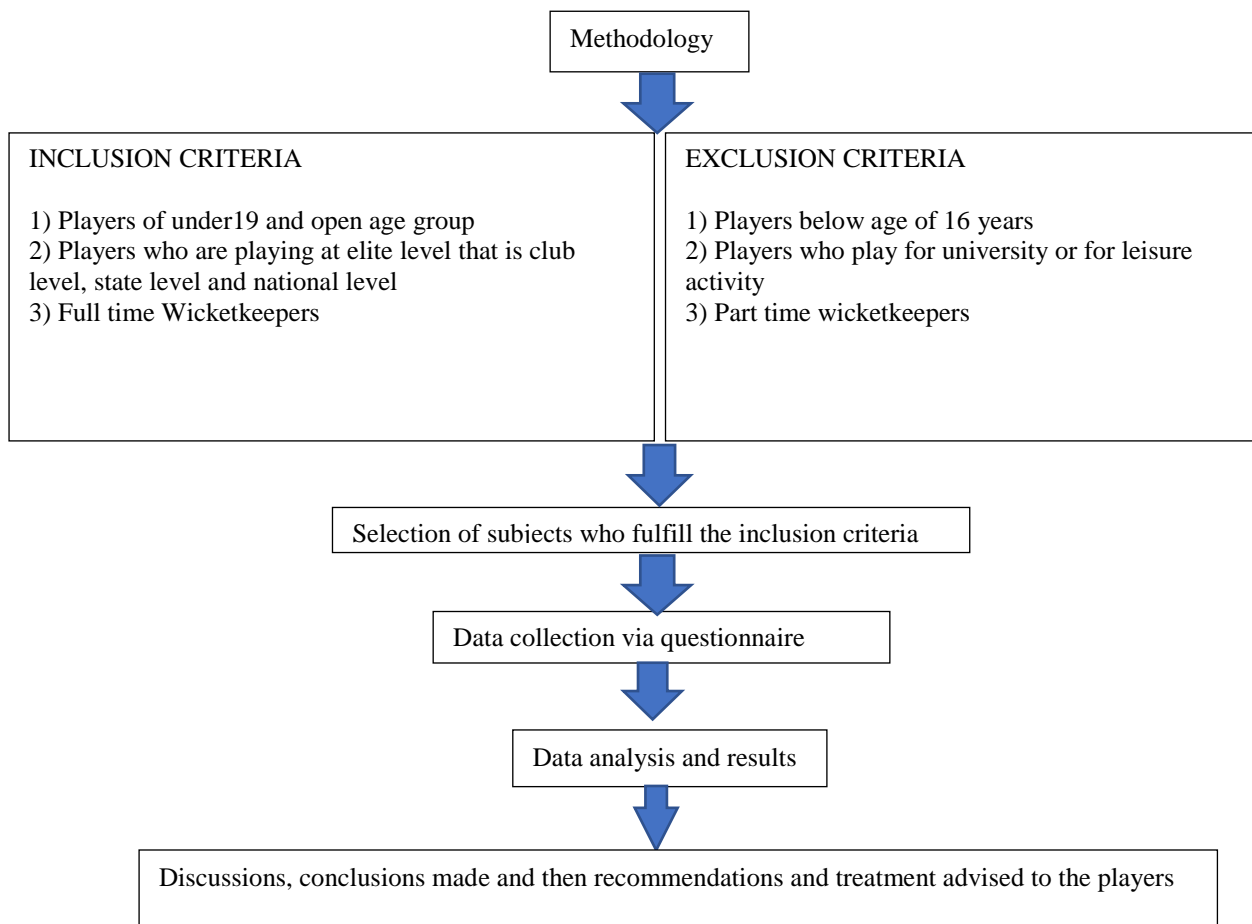 Methodology
INCLUSION CRITERIA
1) Players of under19 and open age group
2) Players who are playing at elite level that is club
level, state level and national level
3) Full time Wicketkeepers
EXCLUSION CRITERIA
1) Players below age of 16 years
2) Players who play for university or for leisure
activity
3) Part time wicketkeepers
Selection of subjects who fulfill the inclusion criteria
Data collection via questionnaire
Data analysis and results
Discussions, conclusions made and then recommendations and treatment advised to the players